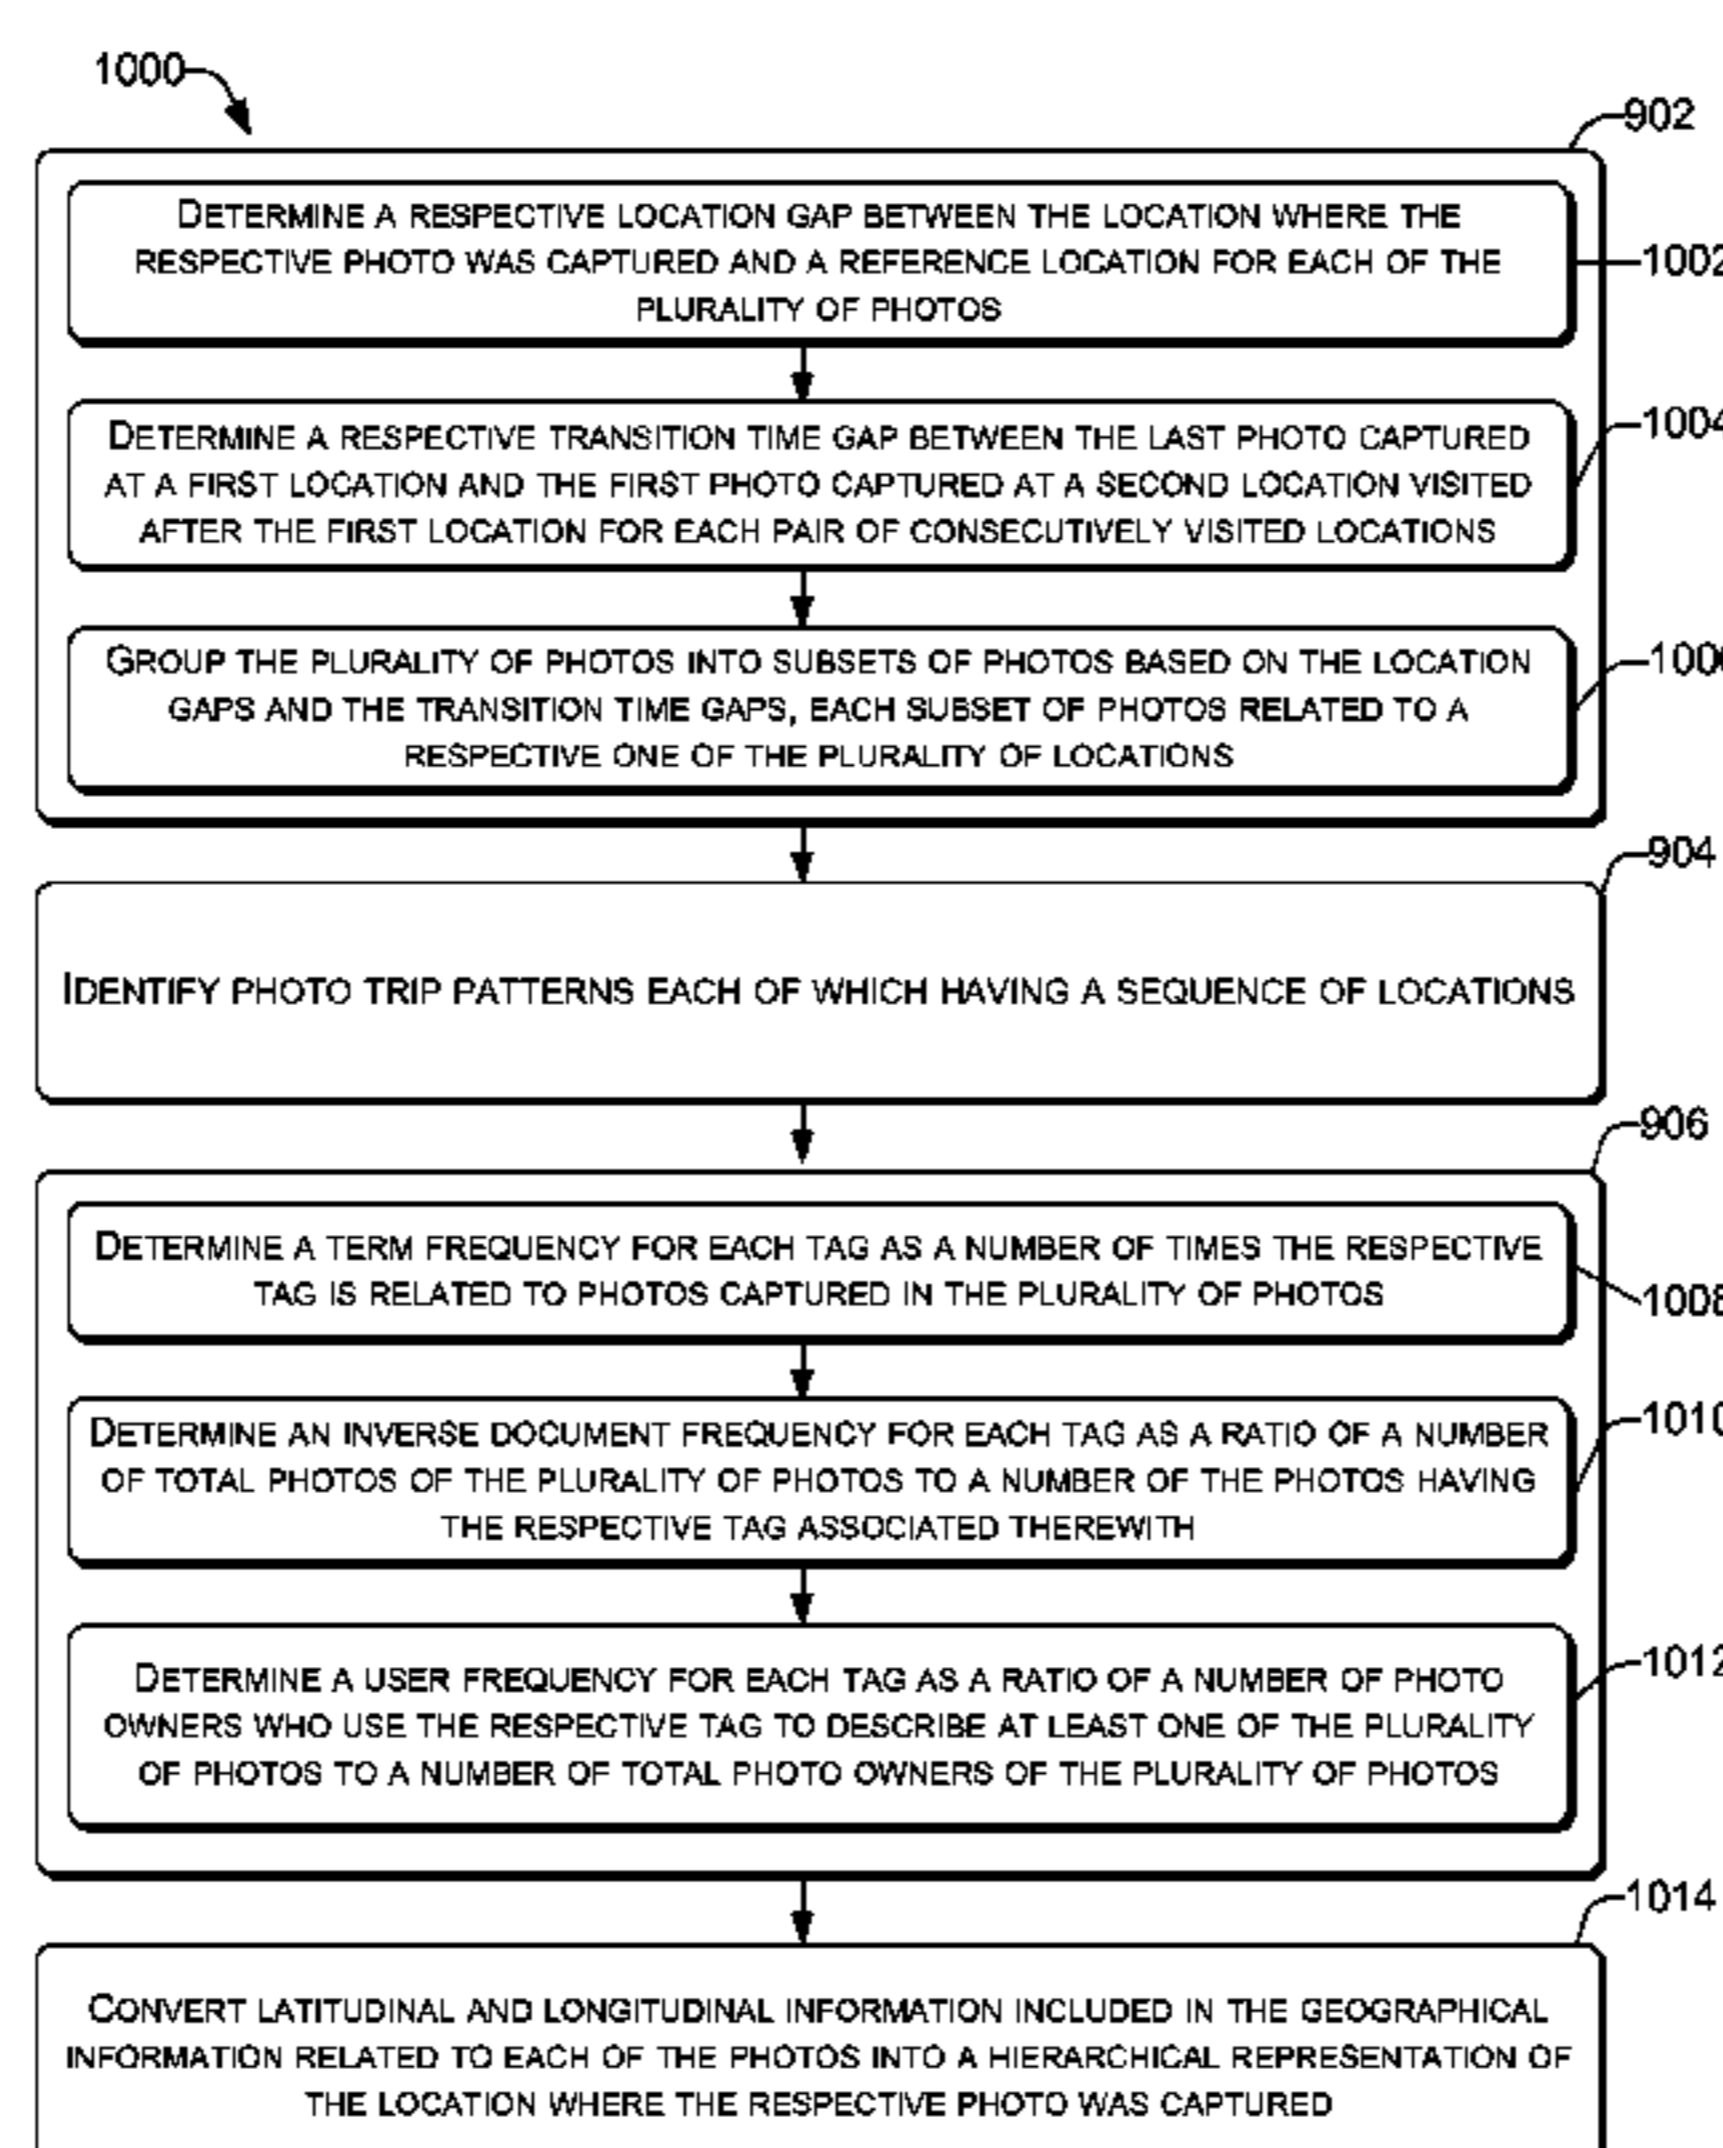 1000
902
DETERMINE A RESPECTIVE LOCATION GAP BETWEEN THE LOCATION WHERE THE
RESPECTIVE PHOTO WAS CAPTURED AND A REFERENCE LOCATION FOR EACH OF THE
PLURALITY OF PHOTOS
1002
DETERMINE A RESPECTIVE TRANSITION TIME GAP BETWEEN THE LAST PHOTO CAPTURED
AT A FIRST LOCATION AND THE FIRST PHOTO CAPTURED AT A SECOND LOCATION VISITED
AFTER THE FIRST LOCATION FOR EACH PAIR OF CONSECUTIVELY VISITED LOCATIONS
1004
GROUP THE PLURALITY OF PHOTOS INTO SUBSETS OF PHOTOS BASED ON THE LOCATION
GAPS AND THE TRANSITION TIME GAPS, EACH SUBSET OF PHOTOS RELATED TO A
RESPECTIVE ONE OF THE PLURALITY OF LOCATIONS
904
IDENTIFY PHOTO TRIP PATTERNS EACH OF WHICH HAVING A SEQUENCE OF LOCATIONS
906
DETERMINE A TERM FREQUENCY FOR EACH TAG AS A NUMBER OF TIMES THE RESPECTIVE
TAG IS RELATED TO PHOTOS CAPTURED IN THE PLURALITY OF PHOTOS
1008
DETERMINE AN INVERSE DOCUMENT FREQUENCY FOR EACH TAG AS A RATIO OF A NUMBER
OF TOTAL PHOTOS OF THE PLURALITY OF PHOTOS TO A NUMBER OF THE PHOTOS HAVING
THE RESPECTIVE TAG ASSOCIATED THEREWITH
1010
DETERMINE A USER FREQUENCY FOR EACH TAG AS A RATIO OF A NUMBER OF PHOTO
OWNERS WHO USE THE RESPECTIVE TAG TO DESCRIBE AT LEAST ONE OF THE PLURALITY
OF PHOTOS TO A NUMBER OF TOTAL PHOTO OWNERS OF THE PLURALITY OF PHOTOS
1012
1014
CONVERT LATITUDINAL AND LONGITUDINAL INFORMATION INCLUDED IN THE GEOGRAPHICAL
INFORMATION RELATED TO EACH OF THE PHOTOS INTO A HIERARCHICAL REPRESENTATION OF
THE LOCATION WHERE THE RESPECTIVE PHOTO WAS CAPTURED